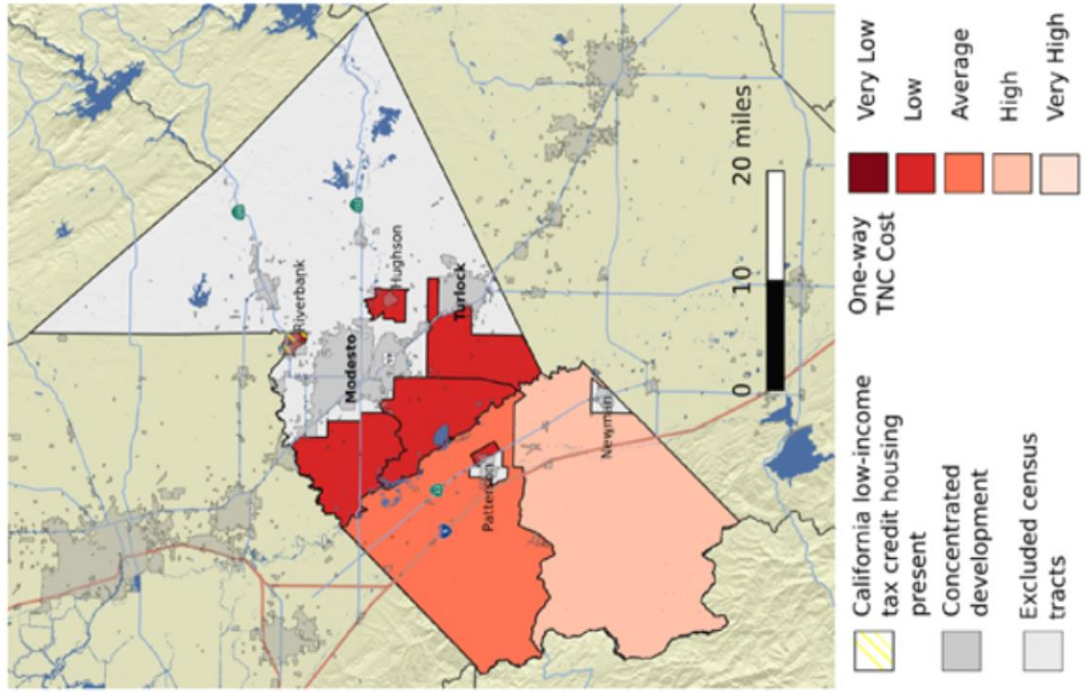 Riverbank
Hughson
Modesto
Turlock
Patterson
Newman
0
10
20 miles
One-way
TNC Cost
Very Low
Low
Average
High
Very High
California low-income
tax credit housing
present
Concentrated
development
Excluded census
tracts